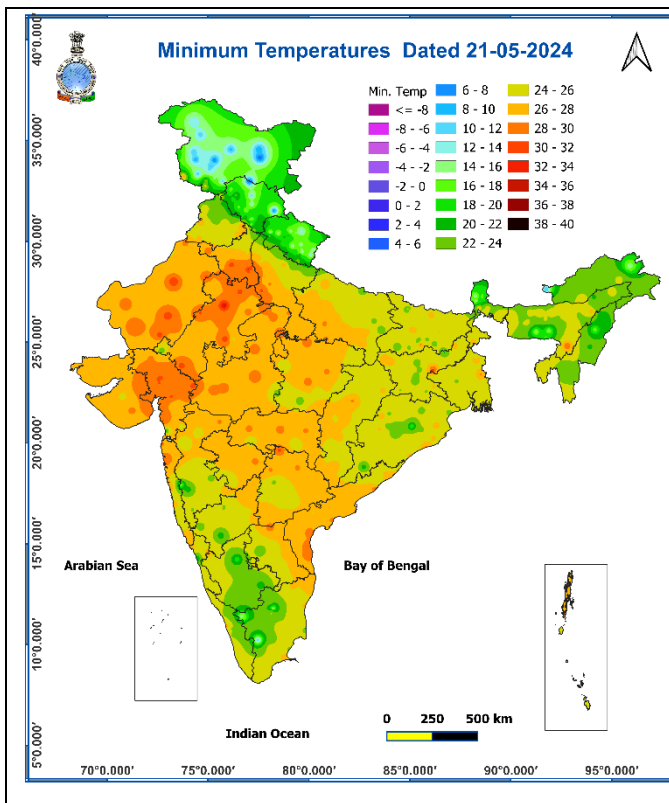 Minimum Temperatures Dated 21-05-2024
Min. Temp
<= -8
-8 - -6
-6 - -4
-4 - -2
-2 - 0
0 - 2
2 - 4
4 - 6
6 - 8
8 - 10
10 - 12
12 - 14
14 - 16
16 - 18
18 - 20
20 - 22
22 - 24
24 - 26
26 - 28
28 - 30
30 - 32
32 - 34
34 - 36
36 - 38
38 - 40
40°0.000'
35°0.000'
30°0.000'
25°0.000'
20°0.000'
15°0.000'
10°0.000'
5°0.000'
Arabian Sea
Bay of Bengal
Indian Ocean
0 250 500 km
70°0.000' 75°0.000' 80°0.000' 85°0.000' 90°0.000' 95°0.000'